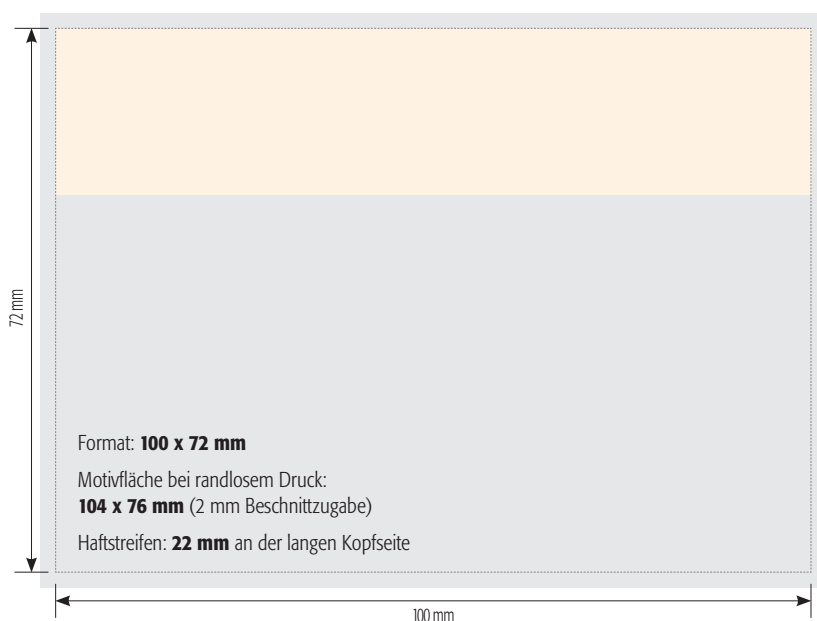 72 mm
Format: 100 x 72 mm
Motivfläche bei randlosem Druck:
104 x 76 mm (2 mm Beschnittzugabe)
Haftstreifen: 22 mm an der langen Kopfseite
100 mm